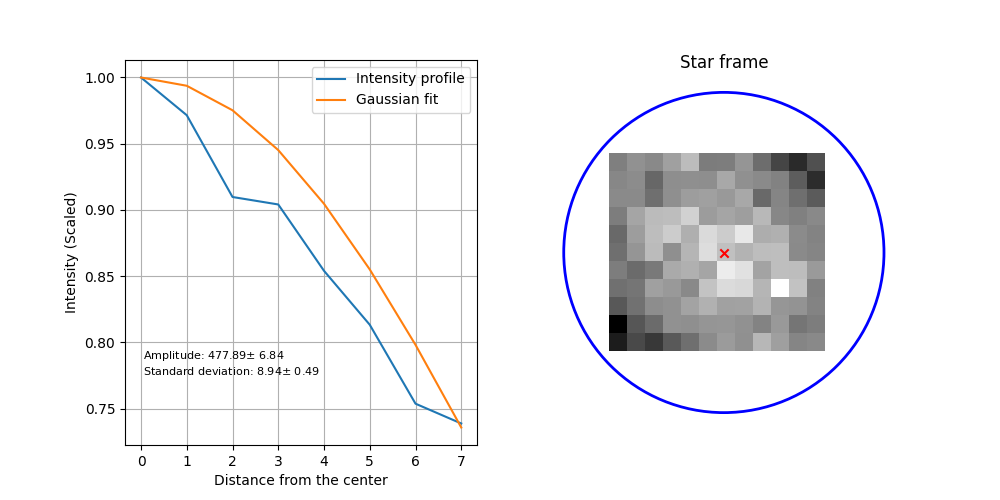 Star frame
Intensity profile
Gaussian fit
1.00
0.95
0.90
0.85
0.80
0.75
Intensity (Scaled)
Amplitude: 477.89± 6.84
Standard deviation: 8.94± 0.49
0 1 2 3 4 5 6 7
Distance from the center